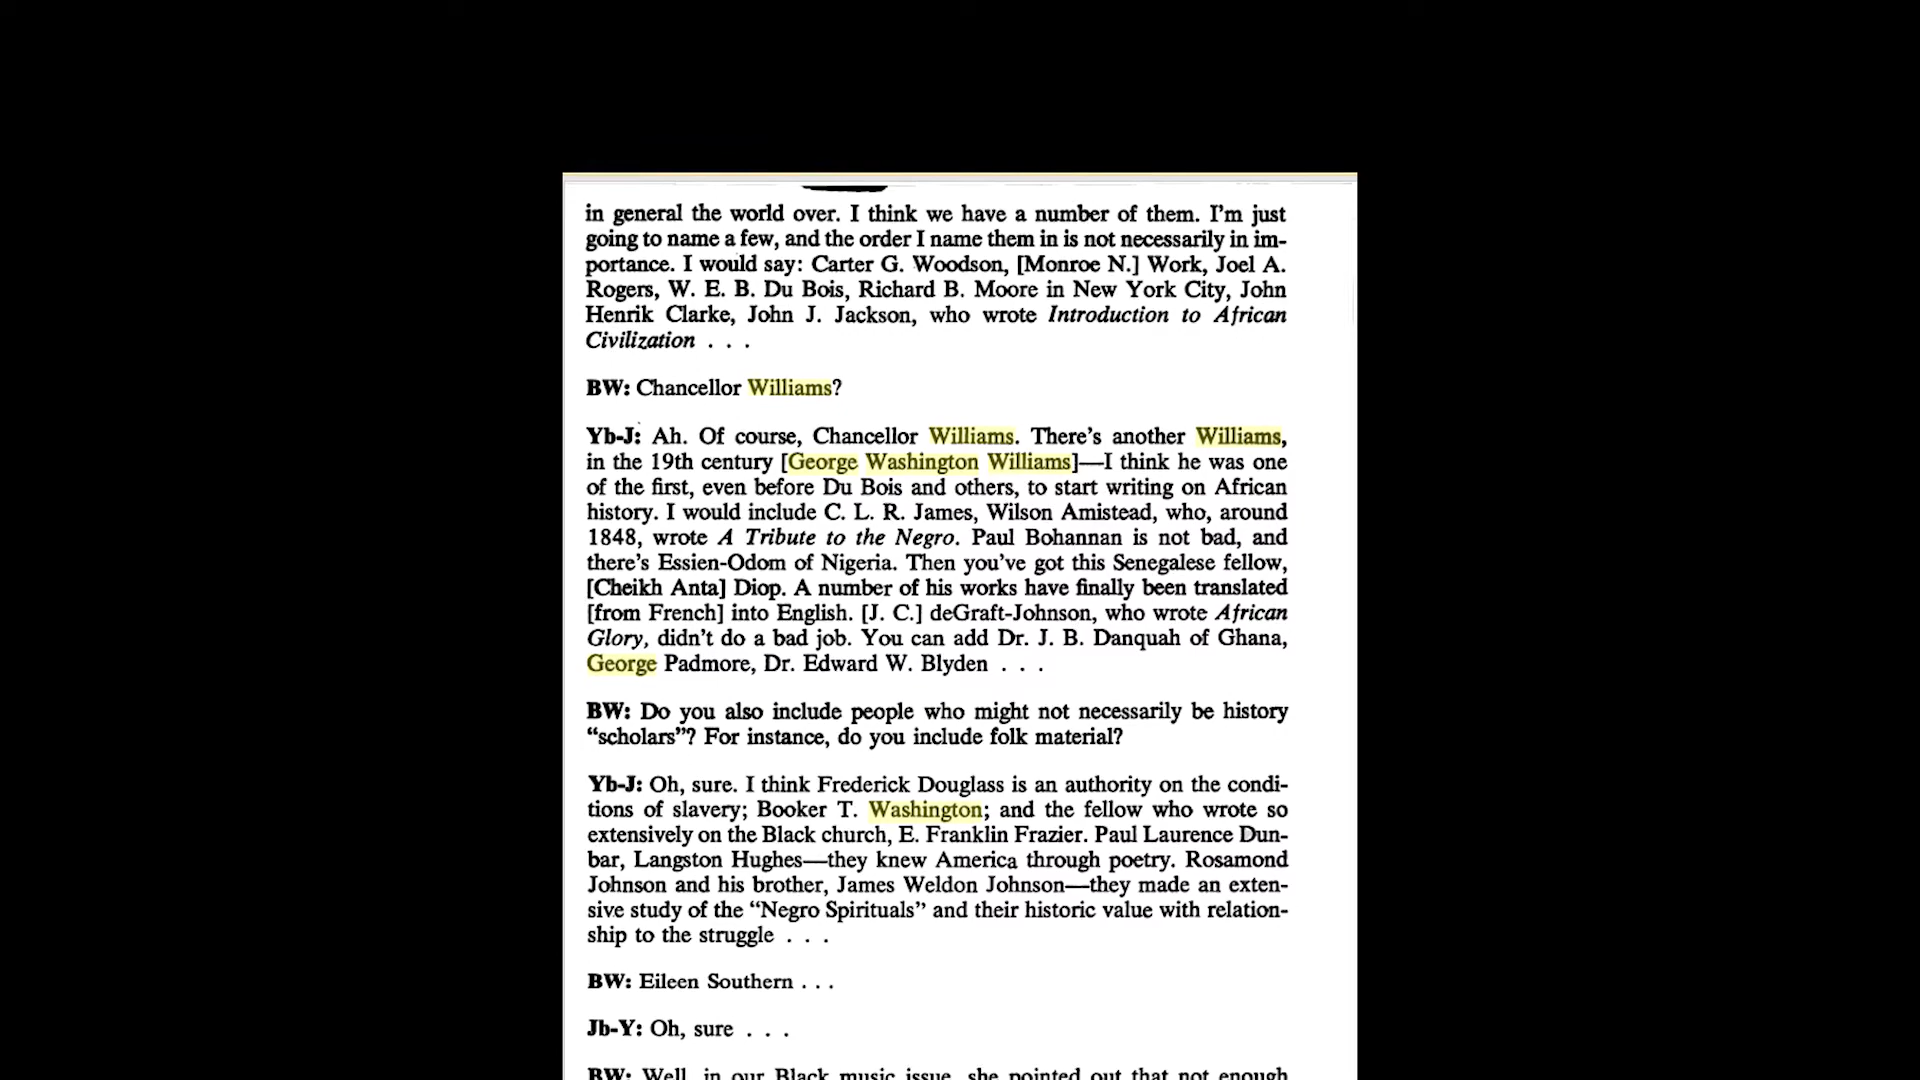 in general the world over. I think we have a number of them. I'm just
going to name a few, and the order I name them in is not necessarily in im-
portance. I would say: Carter G. Woodson, [Monroe N.] Work, Joel A.
Rogers, W. E. B. Du Bois, Richard B. Moore in New York City, John
Henrik Clarke, John J. Jackson, who wrote Introduction to African
Civilization . . .
BW: Chancellor Williams?
Yb-J: Ah. Of course, Chancellor Williams. There's another Williams,
in the 19th century [George Washington Williams]—I think he was one
of the first, even before Du Bois and others, to start writing on African
history. I would include C. L. R. James, Wilson Amistead, who, around
1848, wrote A Tribute to the Negro. Paul Bohannan is not bad, and
there's Essien-Odom of Nigeria. Then you've got this Senegalese fellow,
[Cheikh Anta] Diop. A number of his works have finally been translated
[from French] into English. [J. C.] deGraft-Johnson, who wrote African
Glory, didn't do a bad job. You can add Dr. J. B. Danquah of Ghana,
George Padmore, Dr. Edward W. Blyden . . .
BW: Do you also include people who might not necessarily be history
“scholars”? For instance, do you include folk material?
Yb-J: Oh, sure. I think Frederick Douglass is an authority on the condi-
tions of slavery; Booker T. Washington; and the fellow who wrote so
extensively on the Black church, E. Franklin Frazier. Paul Laurence Dun-
bar, Langston Hughes—they knew America through poetry. Rosamond
Johnson and his brother, James Weldon Johnson—they made an exten-
sive study of the “Negro Spirituals” and their historic value with relation-
ship to the struggle . . .
BW: Eileen Southern . . .
Jb-Y: Oh, sure . . .
BW: Well, in our Black music issue, she pointed out that not enough